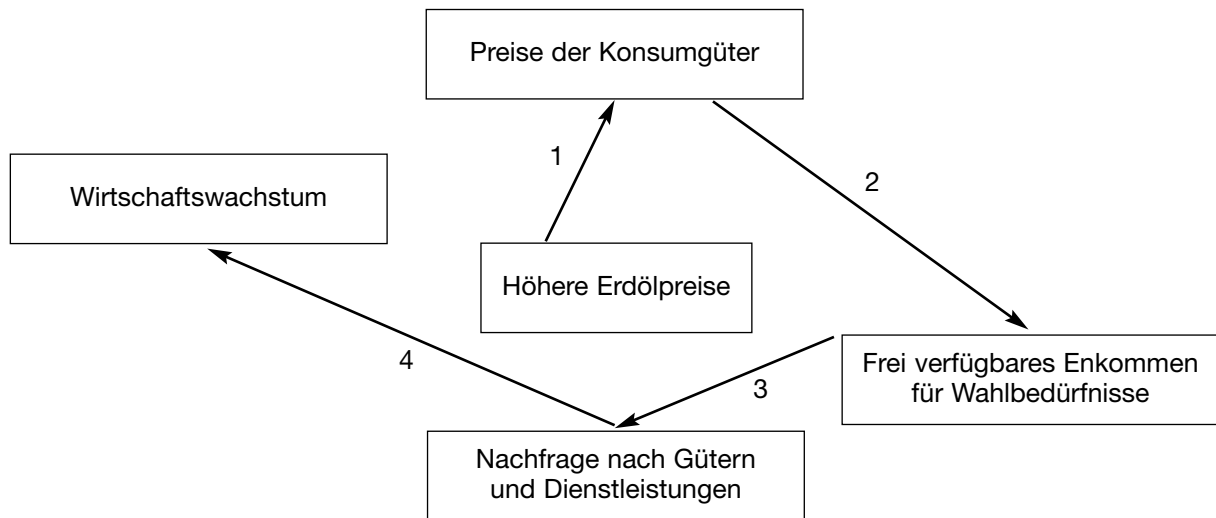 Preise der Konsumgüter
1
2
Wirtschaftswachstum
Höhere Erdölpreise
4
3
Frei verfügbares Enkommen
für Wahlbedürfnisse
Nachfrage nach Gütern
und Dienstleistungen